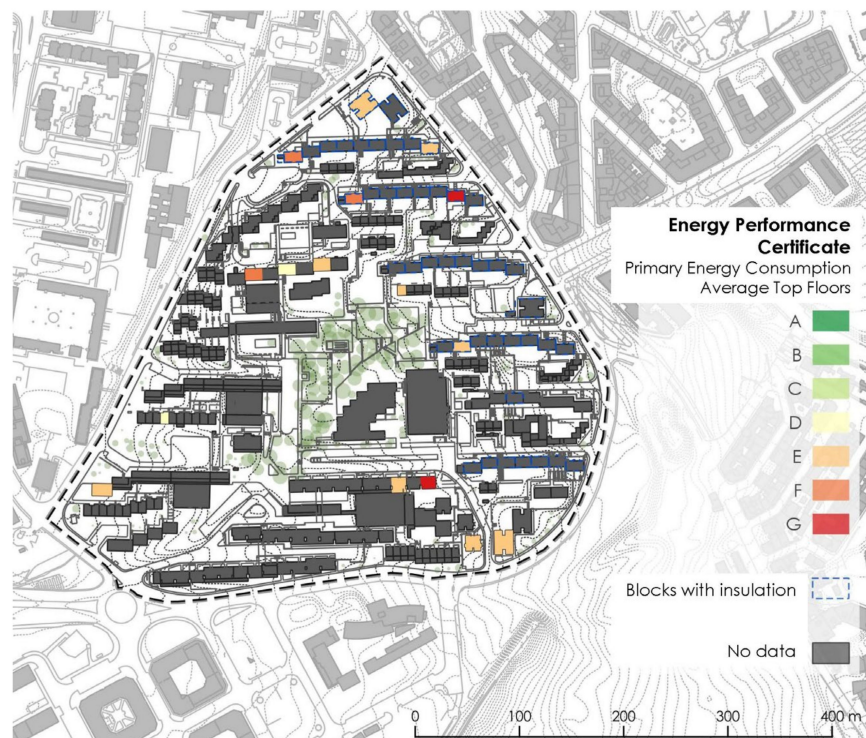 Energy Performance
Certificate
Primary Energy Consumption
Average Top Floors
A
B
C
D
E
F
G
Blocks with insulation
No data
0 100 200 300 400 m